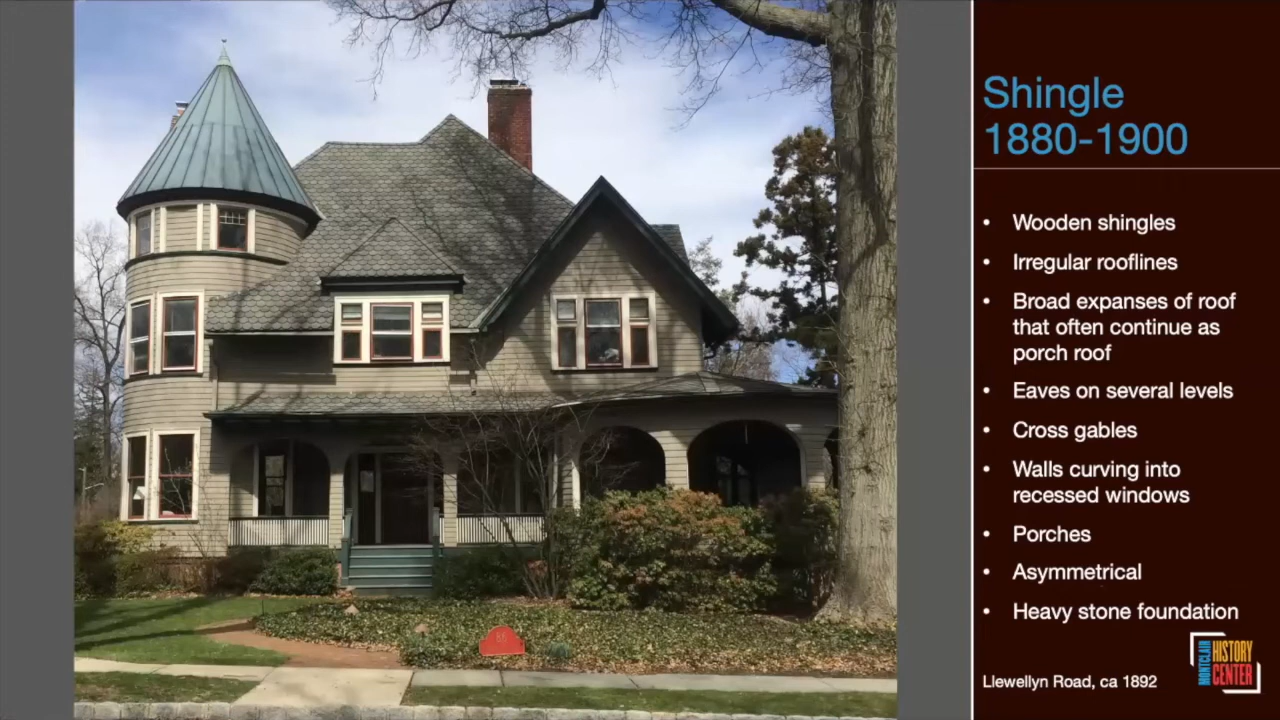 Shingle
1880-1900
• Wooden shingles
• Irregular rooflines
• Broad expanses of roof
that often continue as
porch roof
• Eaves on several levels
• Cross gables
• Walls curving into
recessed windows
• Porches
• Asymmetrical
• Heavy stone foundation
Llewellyn Road, ca 1892
MONTCLAIR
HISTORY
CENTER